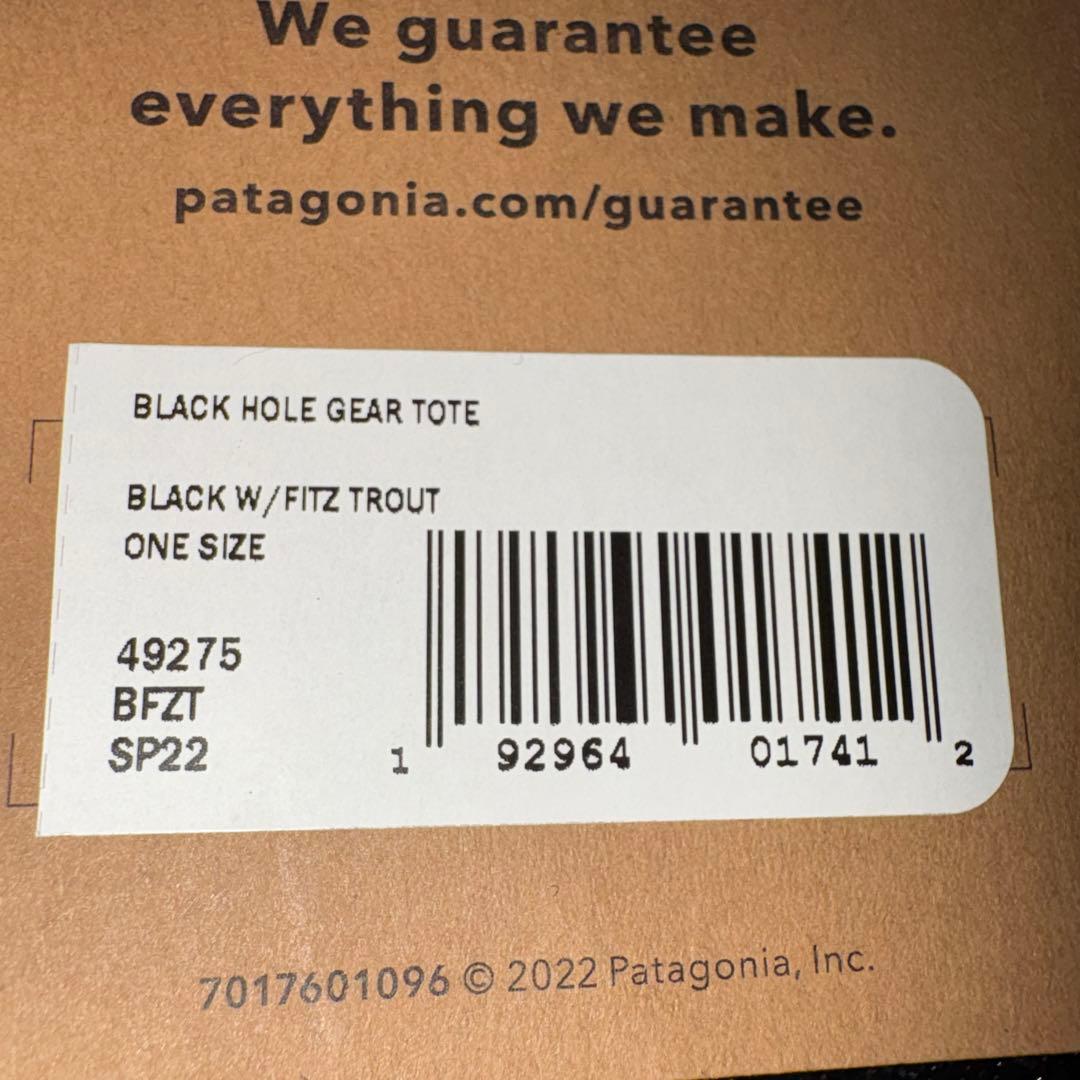 We guarantee
everything we make.
patagonia.com/guarantee
BLACK HOLE GEAR TOTE
BLACK W/FITZ TROUT
ONE SIZE
49275
BFZT
SP22
1 92964 01741 2
7017601096 © 2022 Patagonia, Inc.